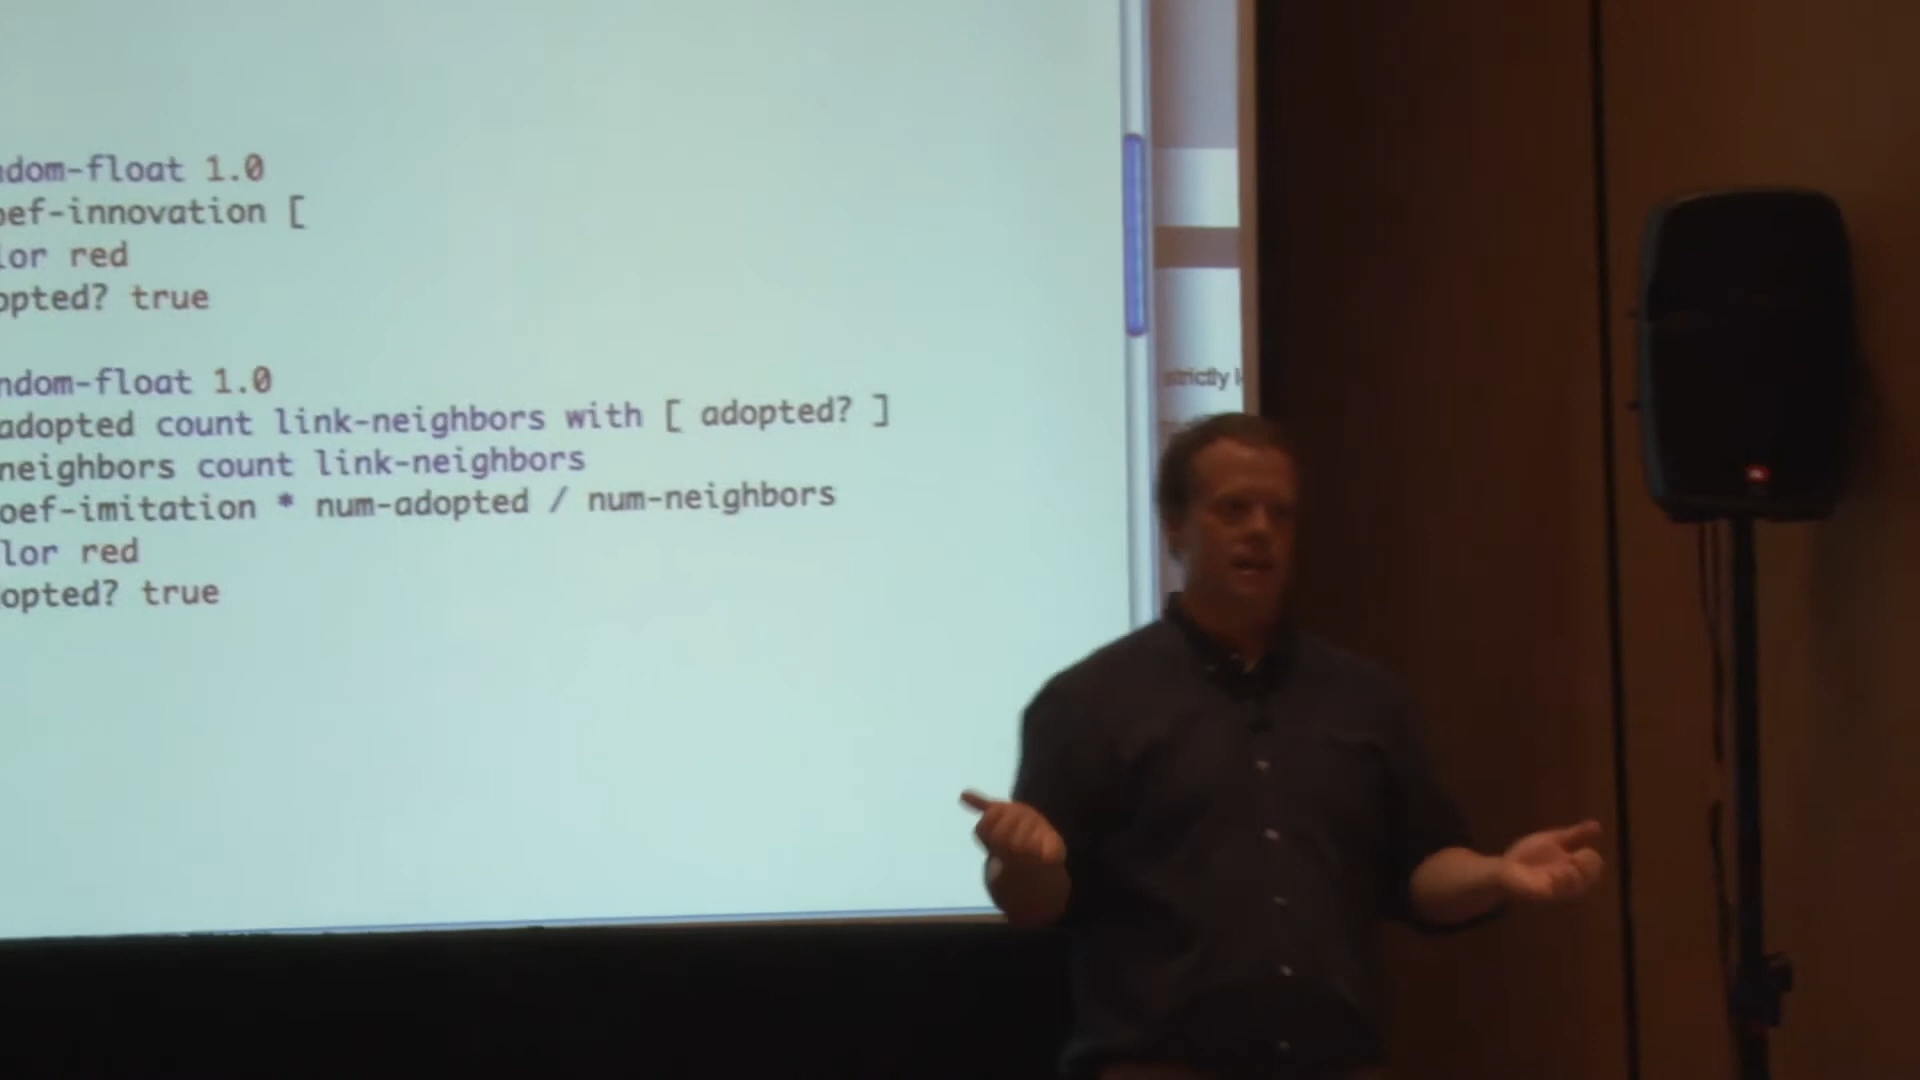 ndom-float 1.0
oef-innovation [
lor red
opted? true
ndom-float 1.0
adopted count link-neighbors with [ adopted? ]
neighbors count link-neighbors
oef-imitation * num-adopted / num-neighbors
lor red
opted? true
strictly l